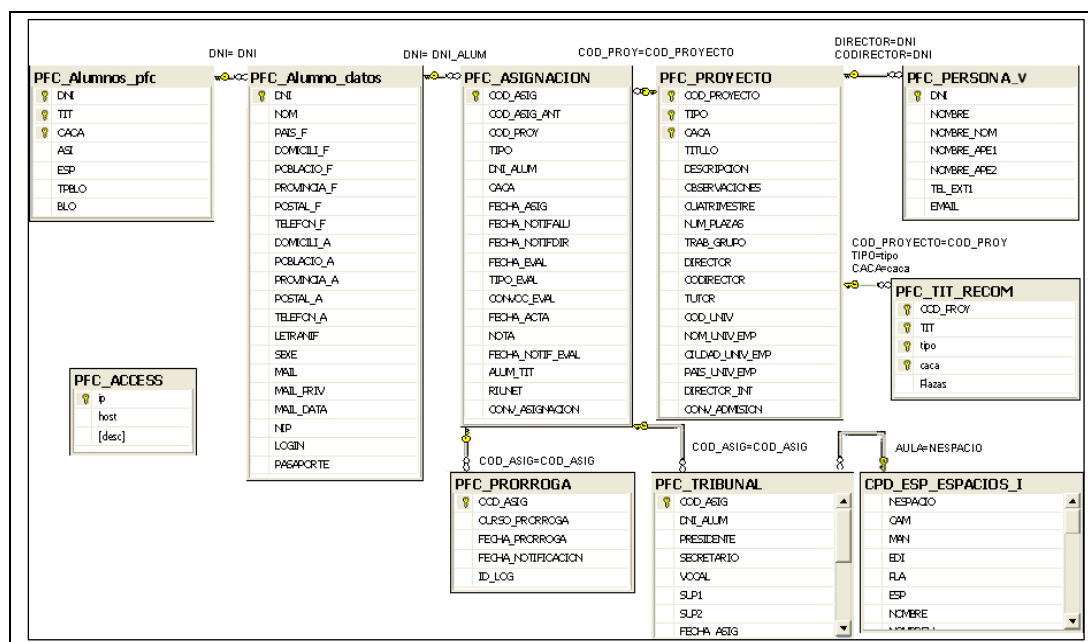 DNI= DNI
DNI= DNI_ALUM
COD_PROY=COD_PROYECTO
DIRECTOR=DNI
CODIRECTOR=DNI
PFC_Alumnos_pfc
DNI
TIT
CACA
ASI
ESP
TPBLO
BLO
PFC_Alumno_datos
DNI
NOM
PAIS_F
DOMICILI_F
POBLACIO_F
PROVINCIA_F
POSTAL_F
TELEFON_F
DOMICILI_A
POBLACIO_A
PROVINCIA_A
POSTAL_A
TELEFON_A
LETRANIF
SEXE
MAIL
MAIL_PRIV
MAIL_DATA
NIP
LOGIN
PASAPORTE
PFC_ASIGNACION
COD_ASIG
COD_ASIG_ANT
COD_PROY
TIPO
DNI_ALUM
CACA
FECHA_ASIG
FECHA_NOTIFALU
FECHA_NOTIFDIR
FECHA_EVAL
TIPO_EVAL
CONVOC_EVAL
FECHA_ACTA
NOTA
FECHA_NOTIF_EVAL
ALUM_TIT
RIUNET
CONV_ASIGNACION
PFC_PROYECTO
COD_PROYECTO
TIPO
CACA
TITULO
DESCRIPCION
OBSERVACIONES
CUATRIMESTRE
NUM_PLAZAS
TRAB_GRUPO
DIRECTOR
CODIRECTOR
TUTOR
COD_UNIV
NOM_UNIV_EMP
CIUDAD_UNIV_EMP
PAIS_UNIV_EMP
DIRECTOR_INT
CONV_ADMISION
PFC_PERSONA_V
DNI
NOMBRE
NOMBRE_NOM
NOMBRE_APE1
NOMBRE_APE2
TEL_EXT1
EMAIL
COD_PROYECTO=COD_PROY
TIPO=tipo
CACA=caca
PFC_TIT_RECOM
COD_PROY
TIT
tipo
caca
Plazas
PFC_ACCESS
ip
host
[desc]
COD_ASIG=COD_ASIG
COD_ASIG=COD_ASIG
AULA=NESPACIO
PFC_PRORROGA
COD_ASIG
CURSO_PRORROGA
FECHA_PRORROGA
FECHA_NOTIFICACION
ID_LOG
PFC_TRIBUNAL
COD_ASIG
DNI_ALUM
PRESIDENTE
SECRETARIO
VOCAL
SUP1
SUP2
FECHA_ASIG
CPD_ESP_ESPACIOS_I
NESPACIO
CAM
MAN
EDI
PLA
ESP
NOMBRE